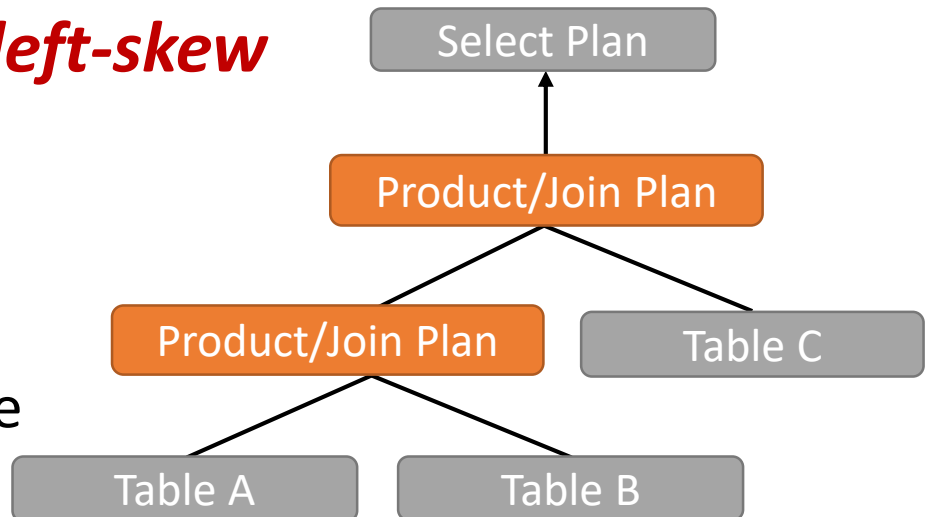 left-skew
Select Plan
Product/Join Plan
Product/Join Plan
Table C
e
Table A
Table B